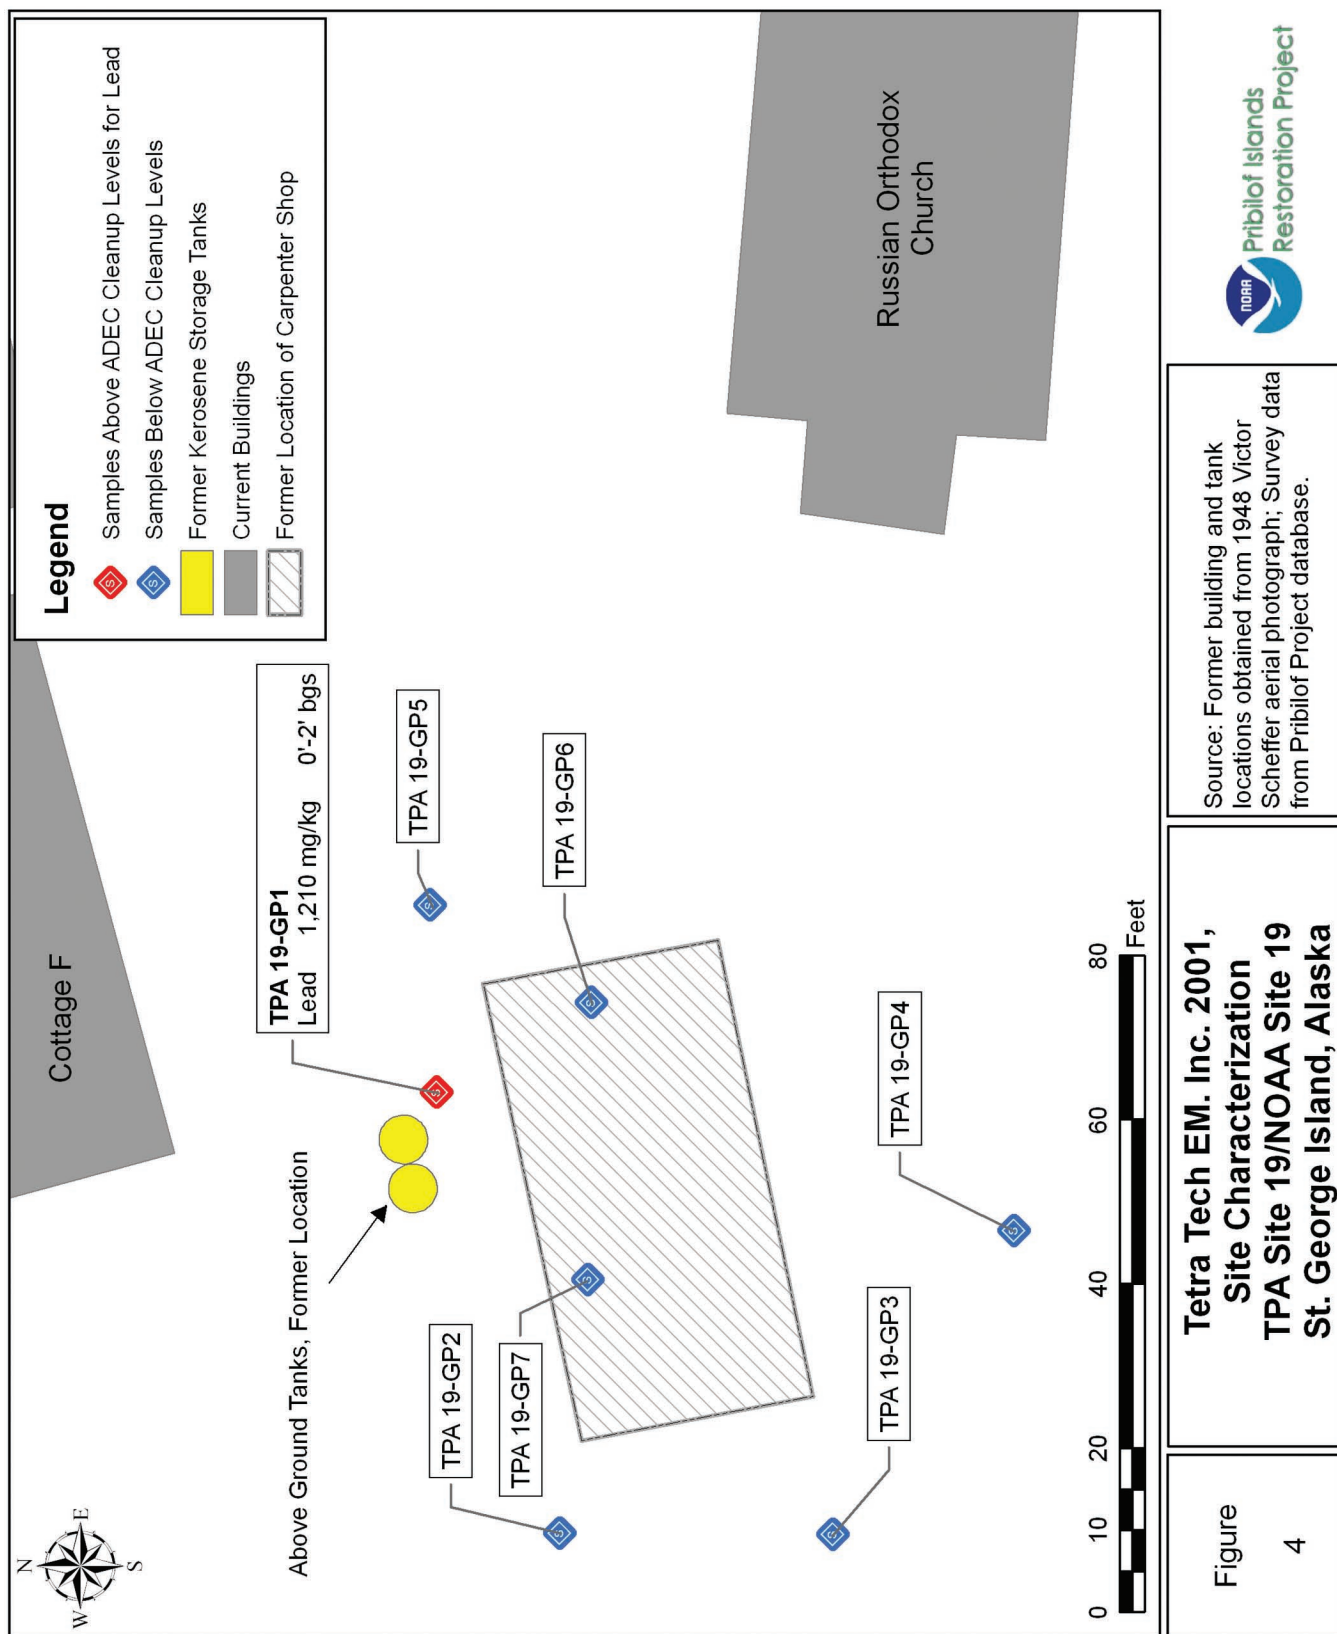 N
W
E
S
Cottage F
Legend
Samples Above ADEC Cleanup Levels for Lead
Samples Below ADEC Cleanup Levels
Former Kerosene Storage Tanks
Current Buildings
Former Location of Carpenter Shop
Above Ground Tanks, Former Location
TPA 19-GP1
Lead 1,210 mg/kg 0'-2' bgs
TPA 19-GP5
TPA 19-GP2
TPA 19-GP7
TPA 19-GP6
TPA 19-GP3
TPA 19-GP4
Russian Orthodox
Church
0 10 20 40 60 80
Feet
Figure
4
Tetra Tech EM. Inc. 2001,
Site Characterization
TPA Site 19/NOAA Site 19
St. George Island, Alaska
Source: Former building and tank
locations obtained from 1948 Victor
Scheffer aerial photograph; Survey data
from Pribilof Project database.
NOAA
Pribilof Islands
Restoration Project